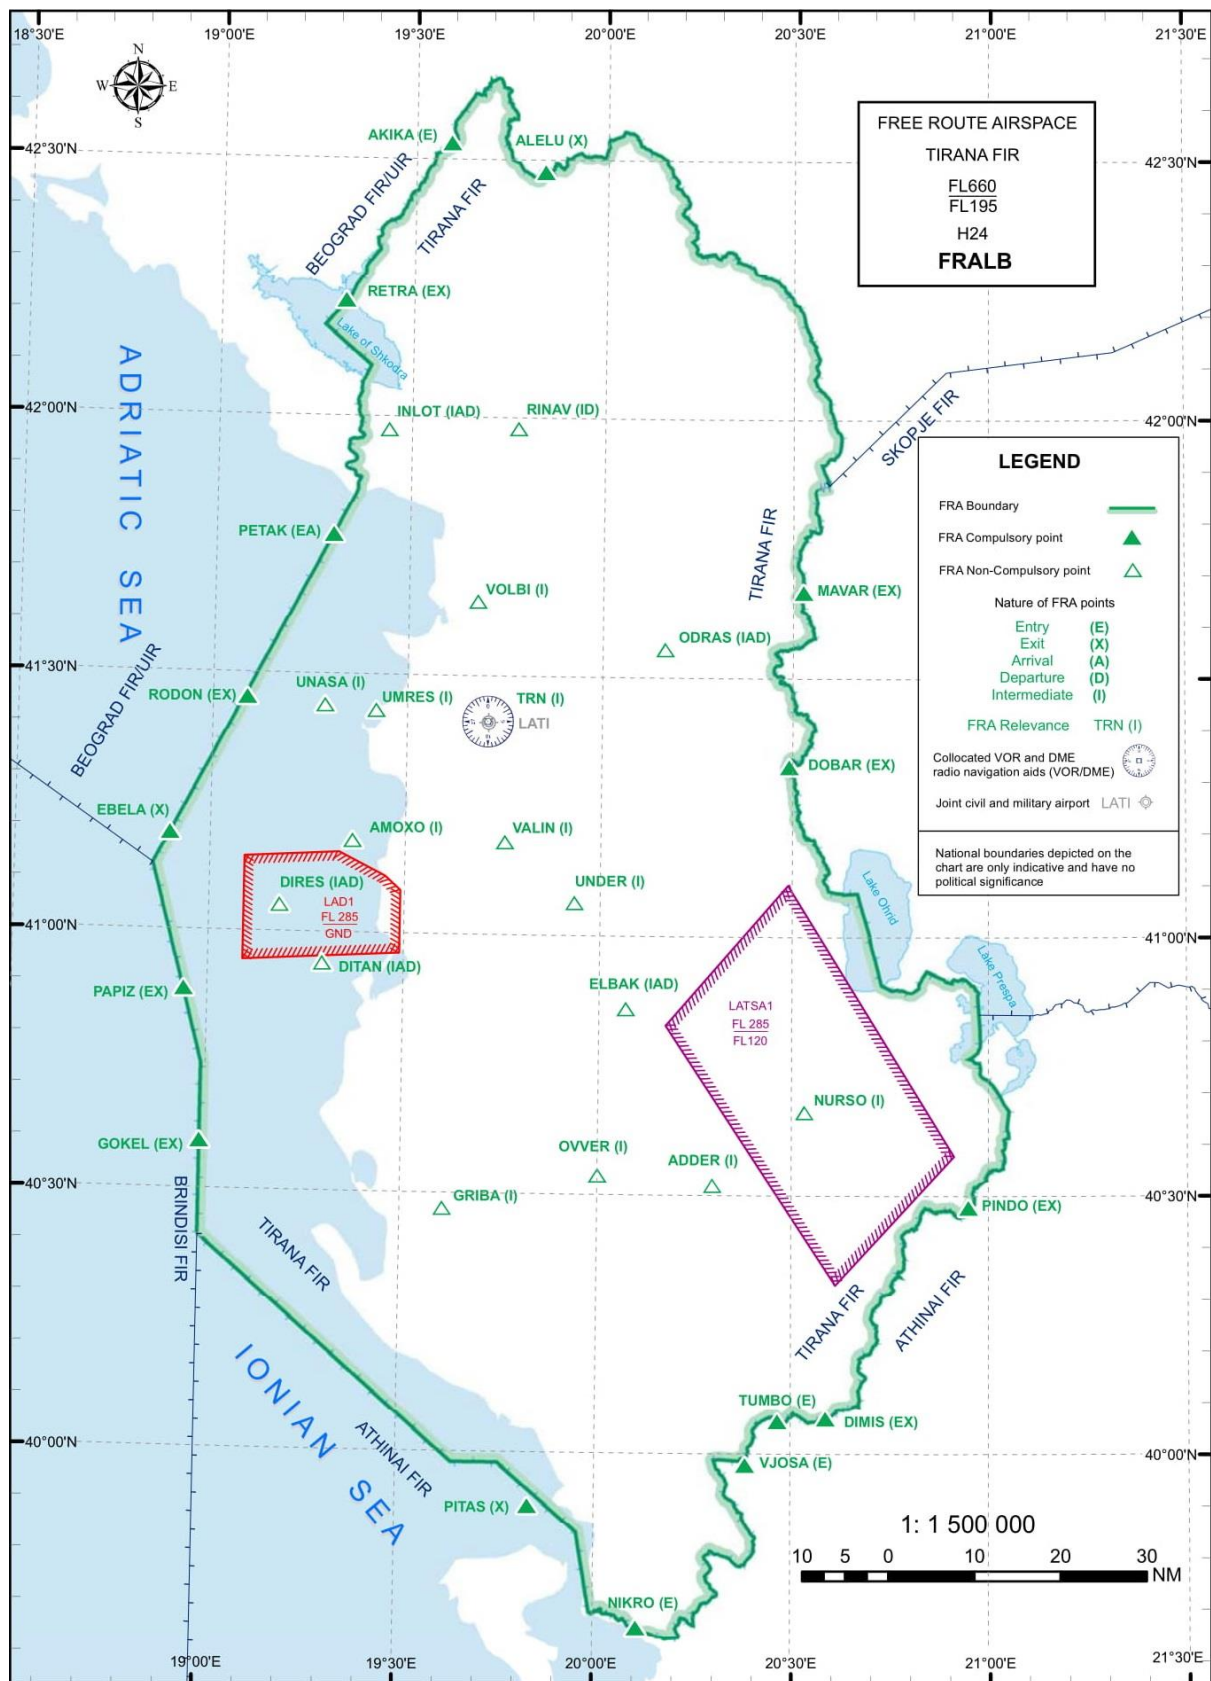 18°30'0"E
19°00'E
19°30'E
20°00'E
20°30'E
21°00'E
21°30'E
N
W
E
S
FREE ROUTE AIRSPACE
TIRANA FIR
FL660
FL195
H24
FRALB
AKIKA (E)
ALELU (X)
42°30'N
42°30'N
BEOGRAD FIR/UIR
TIRANA FIR
RETRA (EX)
Lake of Shkodra
ADRIATIC SEA
42°00'N
42°00'N
INLOT (IAD)
RINAV (ID)
SKOPJE FIR
LEGEND
FRA Boundary
FRA Compulsory point
FRA Non-Compulsory point
Nature of FRA points
Entry (E)
Exit (X)
Arrival (A)
Departure (D)
Intermediate (I)
FRA Relevance TRN (I)
Collocated VOR and DME
radio navigation aids (VOR/DME)
Joint civil and military airport LATI
National boundaries depicted on the
chart are only indicative and have no
political significance
PETAK (EA)
TIRANA FIR
VOLBI (I)
MAVAR (EX)
ODRAS (IAD)
41°30'N
41°30'N
BEOGRAD FIR/UIR
RODON (EX)
UNASA (I)
UMRES (I)
TRN (I)
LATI
DOBAR (EX)
EBELA (X)
AMOXO (I)
VALIN (I)
DIRES (IAD)
LAD1
FL 285
GND
UNDER (I)
Lake Ohrid
41°00'N
41°00'N
DITAN (IAD)
Lake Prespa
PAPIZ (EX)
ELBAK (IAD)
LATSA1
FL 285
FL120
NURSO (I)
GOKEL (EX)
OVVER (I)
ADDER (I)
40°30'N
40°30'N
GRIBA (I)
PINDO (EX)
BRINDISI FIR
TIRANA FIR
TIRANA FIR
ATHINAI FIR
IONIAN SEA
TUMBO (E)
DIMIS (EX)
40°00'N
40°00'N
ATHINAI FIR
VJOSA (E)
PITAS (X)
1: 1 500 000
10 5 0 10 20 30
NM
NIKRO (E)
19°00'E
19°30'E
20°00'E
20°30'E
21°00'E
21°30'E